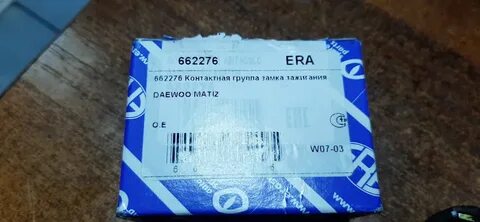 662276 ERA
662276 Контактная группа замка зажигания
DAEWOO MATIZ
O.E
W07-03